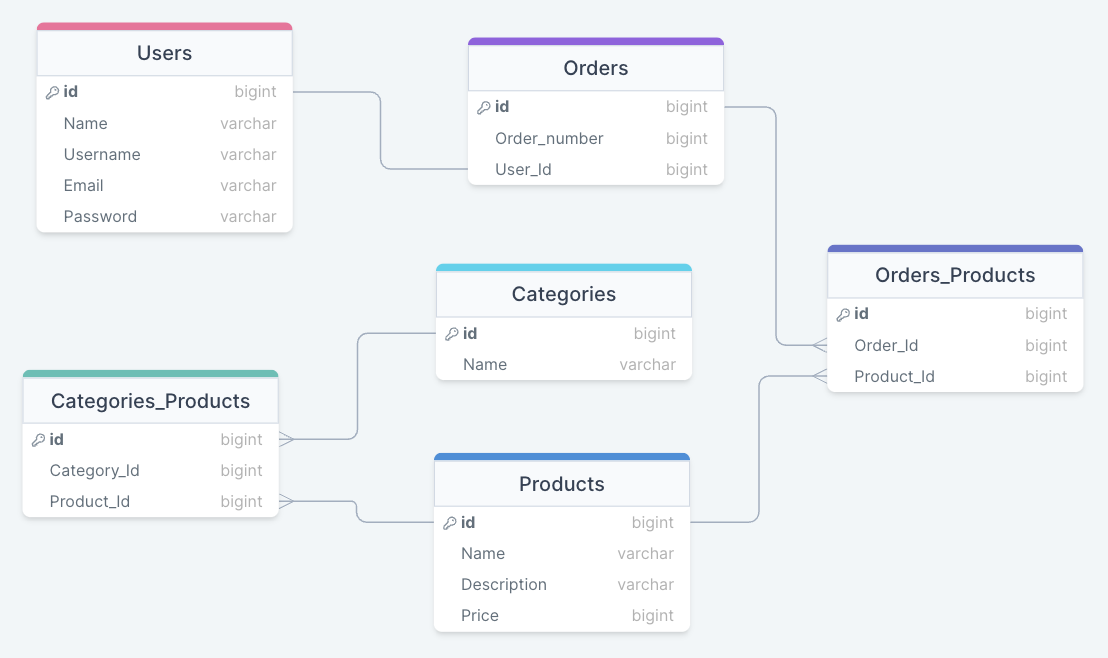 Users
id bigint
Name varchar
Username varchar
Email varchar
Password varchar
Orders
id bigint
Order_number bigint
User_Id bigint
Categories
id bigint
Name varchar
Orders_Products
id bigint
Order_Id bigint
Product_Id bigint
Categories_Products
id bigint
Category_Id bigint
Product_Id bigint
Products
id bigint
Name varchar
Description varchar
Price bigint